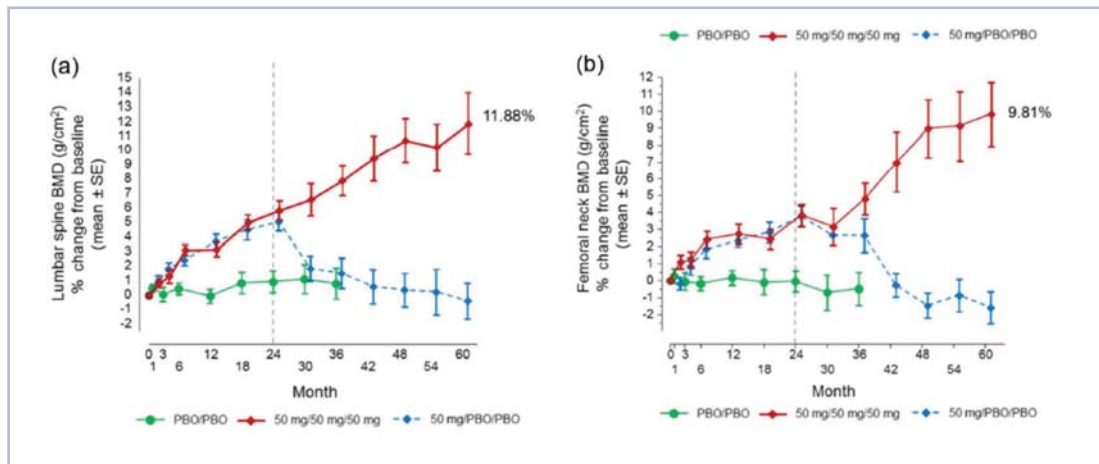 PBO/PBO 50 mg/50 mg/50 mg 50 mg/PBO/PBO
(a)
Lumbar spine BMD (g/cm²)
% change from baseline
(mean ± SE)
15
14
13
12
11
10
9
8
7
6
5
4
3
2
1
0
-1
-2
11.88%
0 3 12 24 36 48 60
1 6 18 30 42 54
Month
PBO/PBO 50 mg/50 mg/50 mg 50 mg/PBO/PBO
(b)
Femoral neck BMD (g/cm²)
% change from baseline
(mean ± SE)
12
11
10
9
8
7
6
5
4
3
2
1
0
-1
-2
9.81%
0 3 12 24 36 48 60
1 6 18 30 42 54
Month
PBO/PBO 50 mg/50 mg/50 mg 50 mg/PBO/PBO